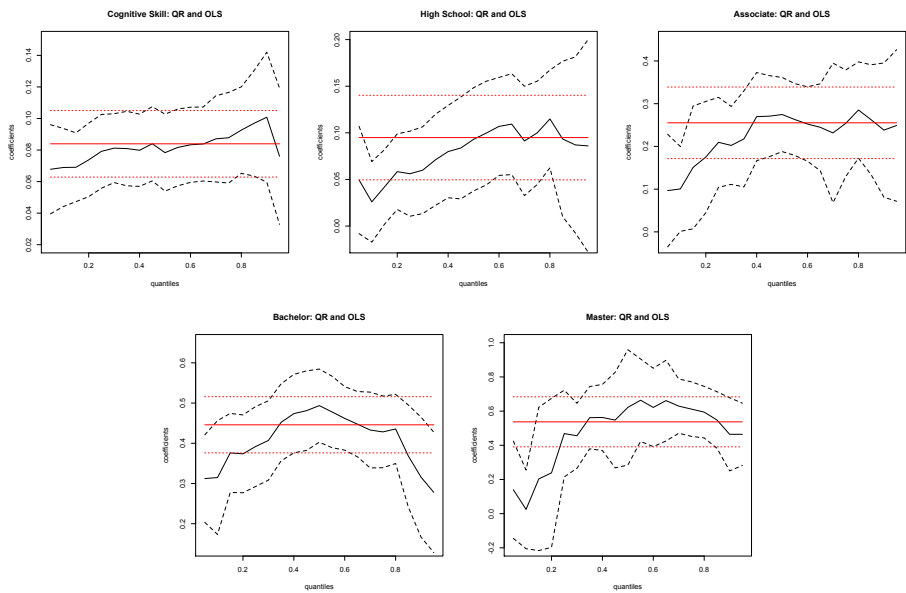 Cognitive Skill: QR and OLS
coefficients
0.02 0.04 0.06 0.08 0.10 0.12 0.14
0.2 0.4 0.6 0.8
quantiles
High School: QR and OLS
coefficients
0.00 0.05 0.10 0.15 0.20
0.2 0.4 0.6 0.8
quantiles
Associate: QR and OLS
coefficients
0.0 0.1 0.2 0.3 0.4
0.2 0.4 0.6 0.8
quantiles
Bachelor: QR and OLS
coefficients
0.2 0.3 0.4 0.5 0.6
0.2 0.4 0.6 0.8
quantiles
Master: QR and OLS
coefficients
-0.2 0.0 0.2 0.4 0.6 0.8 1.0
0.2 0.4 0.6 0.8
quantiles